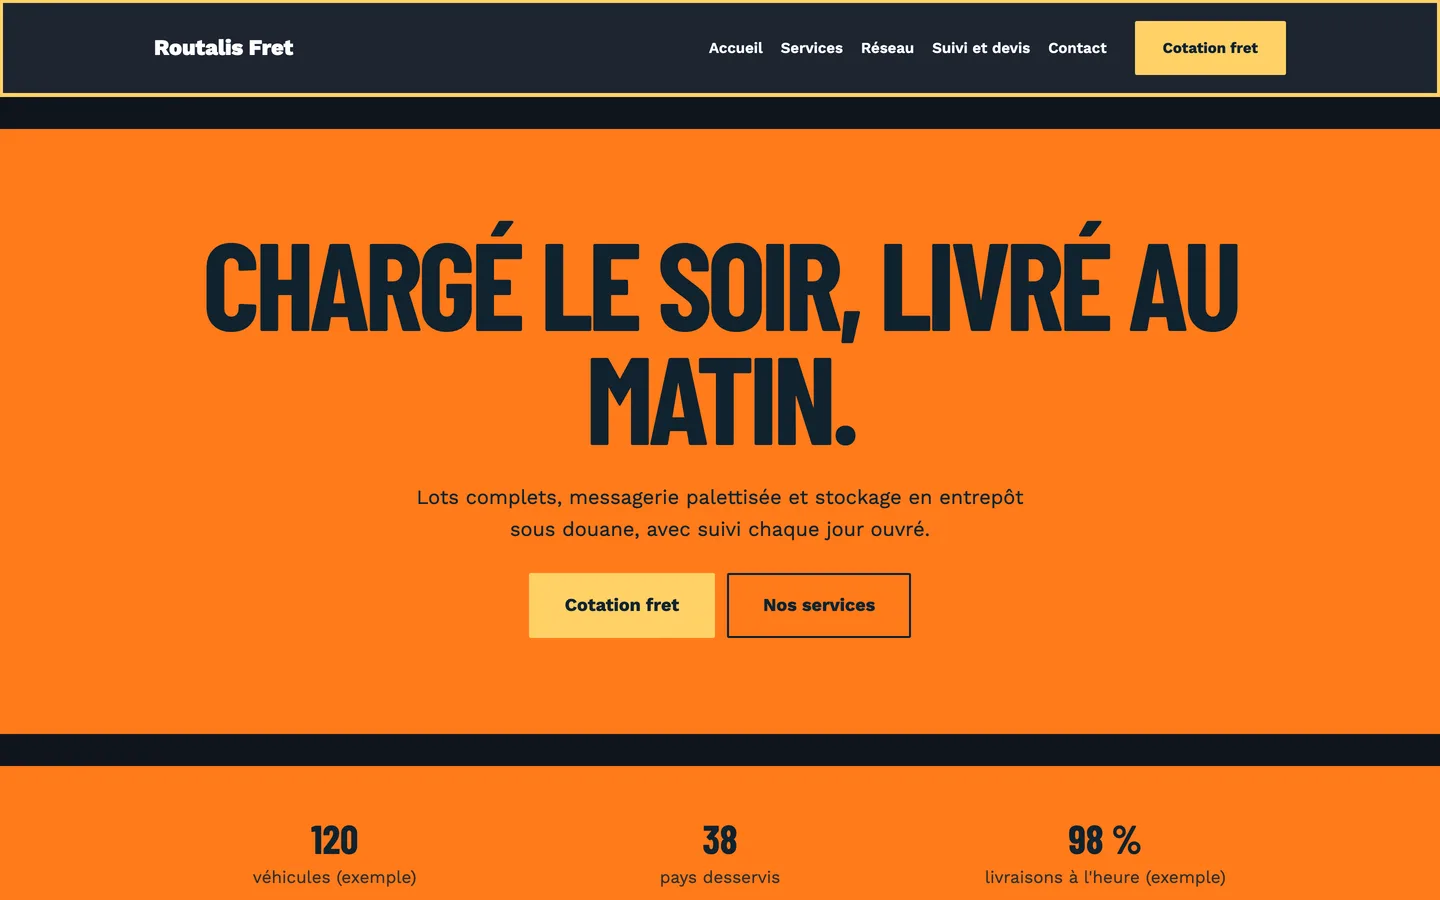 Routalis Fret
Accueil Services Réseau Suivi et devis Contact Cotation fret
CHARGÉ LE SOIR, LIVRÉ AU
MATIN.
Lots complets, messagerie palettisée et stockage en entrepôt
sous douane, avec suivi chaque jour ouvré.
Cotation fret Nos services
120 38 98 %
véhicules (exemple) pays desservis livraisons à l'heure (exemple)